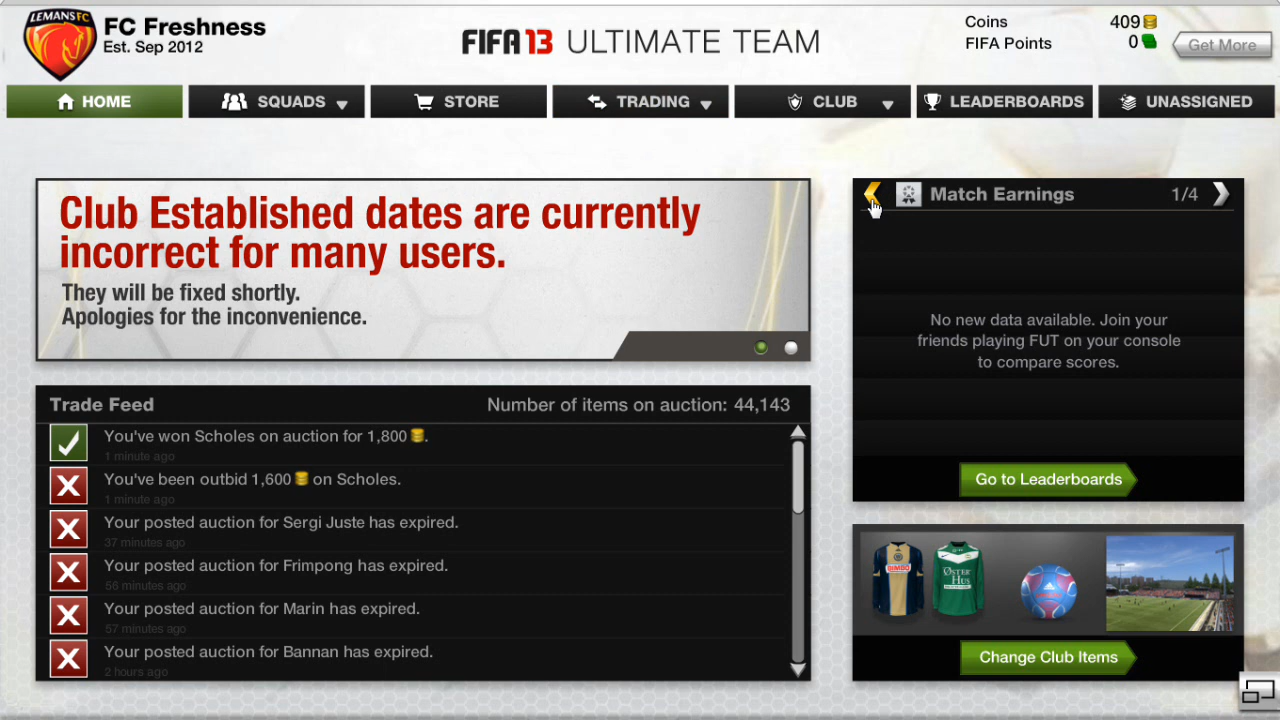 LEMANS FC
FC Freshness
Est. Sep 2012
FIFA 13 ULTIMATE TEAM
Coins 409
FIFA Points 0
Get More
HOME
SQUADS
STORE
TRADING
CLUB
LEADERBOARDS
UNASSIGNED
Club Established dates are currently
incorrect for many users.
They will be fixed shortly.
Apologies for the inconvenience.
Match Earnings 1/4
No new data available. Join your
friends playing FUT on your console
to compare scores.
Go to Leaderboards
Trade Feed Number of items on auction: 44,143
You've won Scholes on auction for 1,800 .
1 minute ago
You've been outbid 1,600 on Scholes.
1 minute ago
Your posted auction for Sergi Juste has expired.
37 minutes ago
Your posted auction for Frimpong has expired.
56 minutes ago
Your posted auction for Marin has expired.
57 minutes ago
Your posted auction for Bannan has expired.
2 hours ago
BIMBO
ØSTER
HUS
Change Club Items